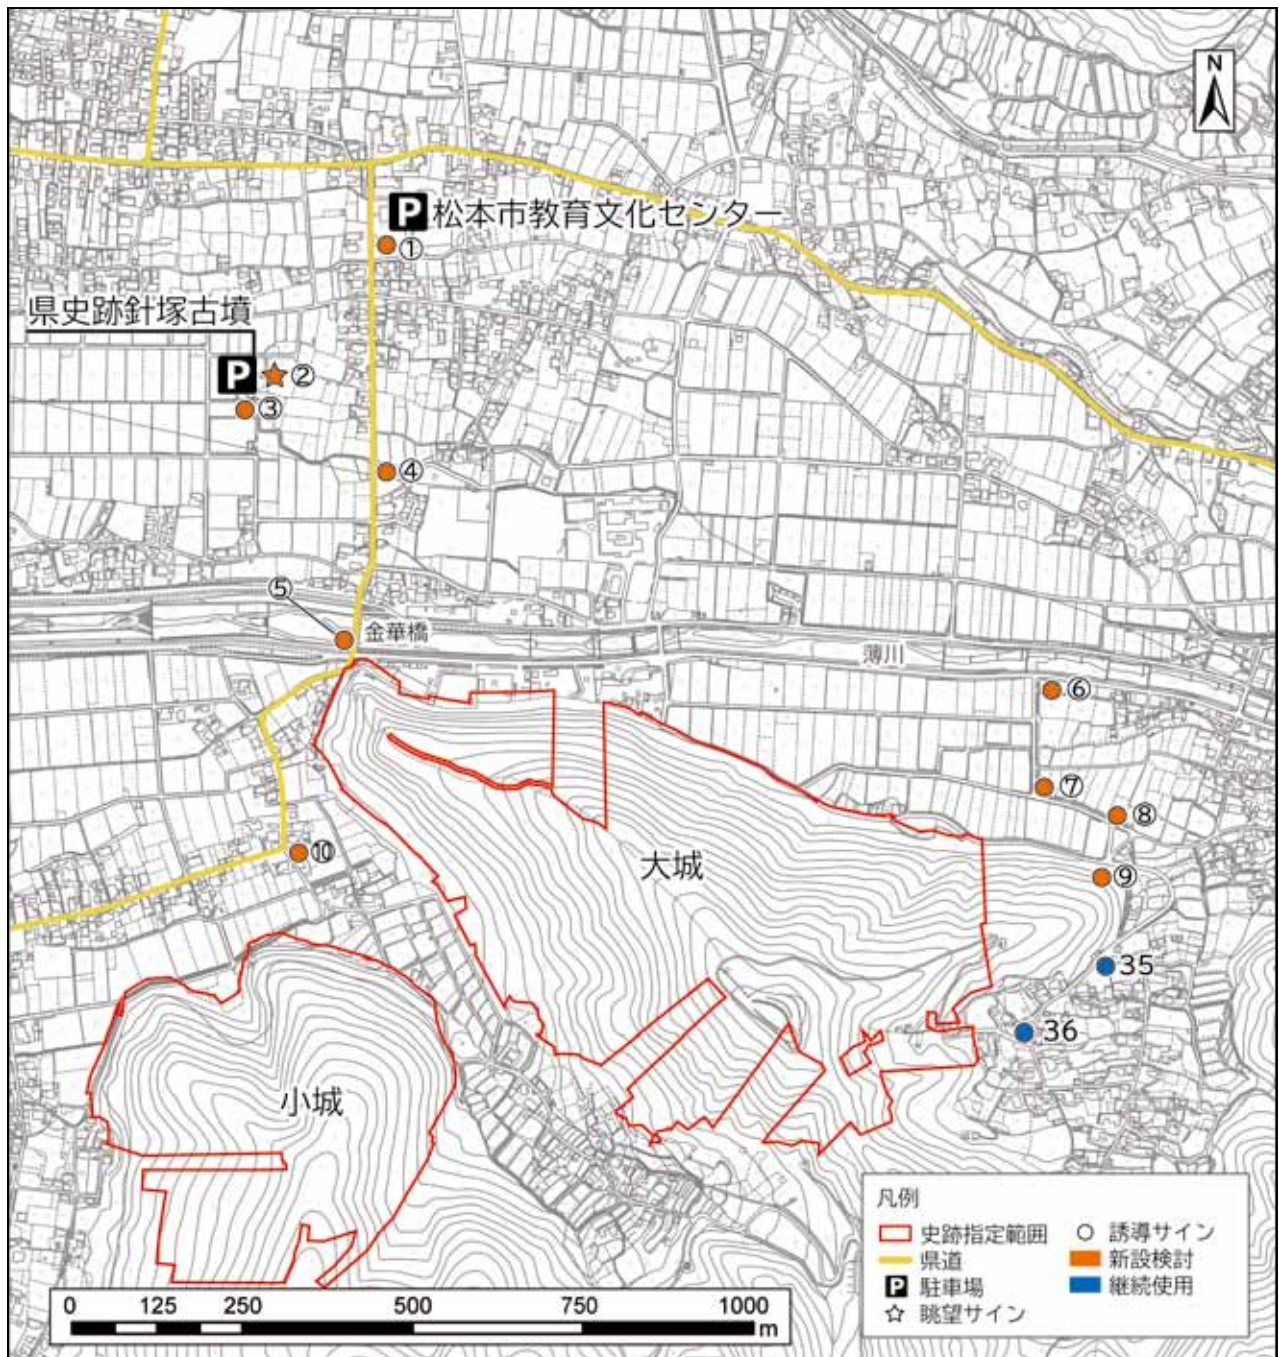 N
P 松本市教育文化センター
①
県史跡針塚古墳
P
②
③
④
⑤
金華橋
薄川
⑥
⑦
⑧
⑨
⑩
大城
35
36
小城
凡例
史跡指定範囲
県道
P 駐車場
眺望サイン
誘導サイン
新設検討
継続使用
0 125 250 500 750 1000
m